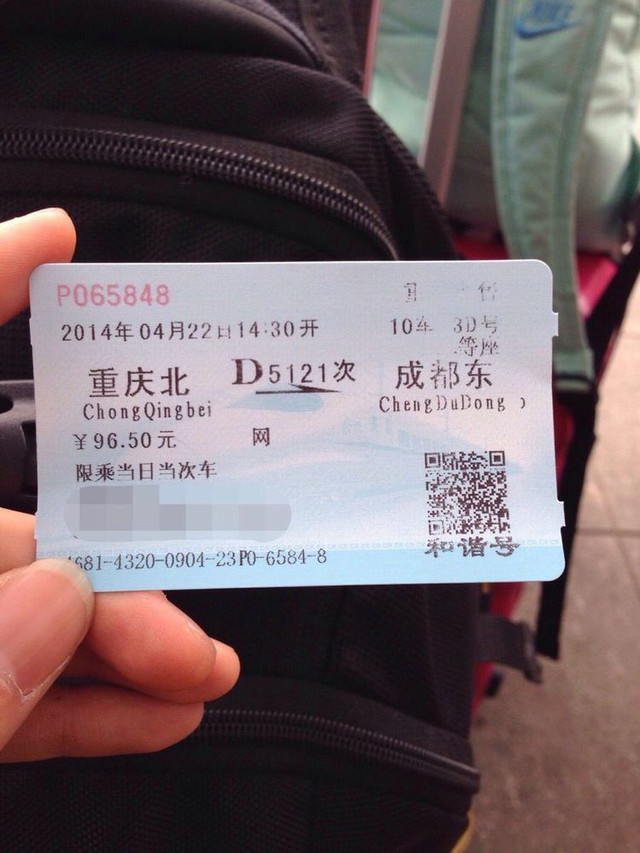 P065848
2014年04月22日14:30开
10车 3D号
等座
重庆北
D5121次
成都东
ChongQingbei
ChengDuDong
￥96.50元
网
限乘当日当次车
681-4320-0904-23P0-6584-8
和谐号
NIKE